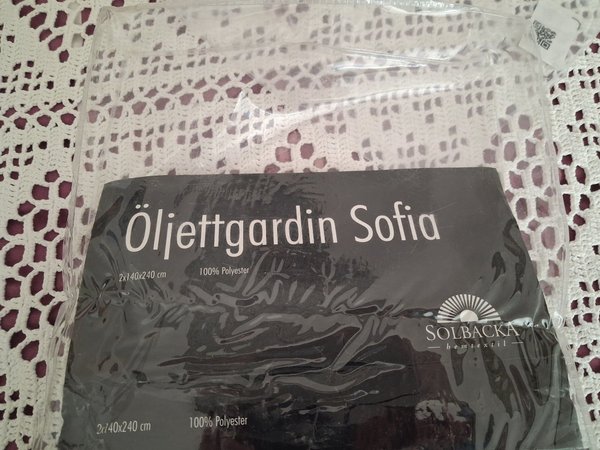 Öljettgardin Sofia
2x140x240 cm 100% Polyester
SOLBACKA
hemtextil
2x140x240 cm 100% Polyester